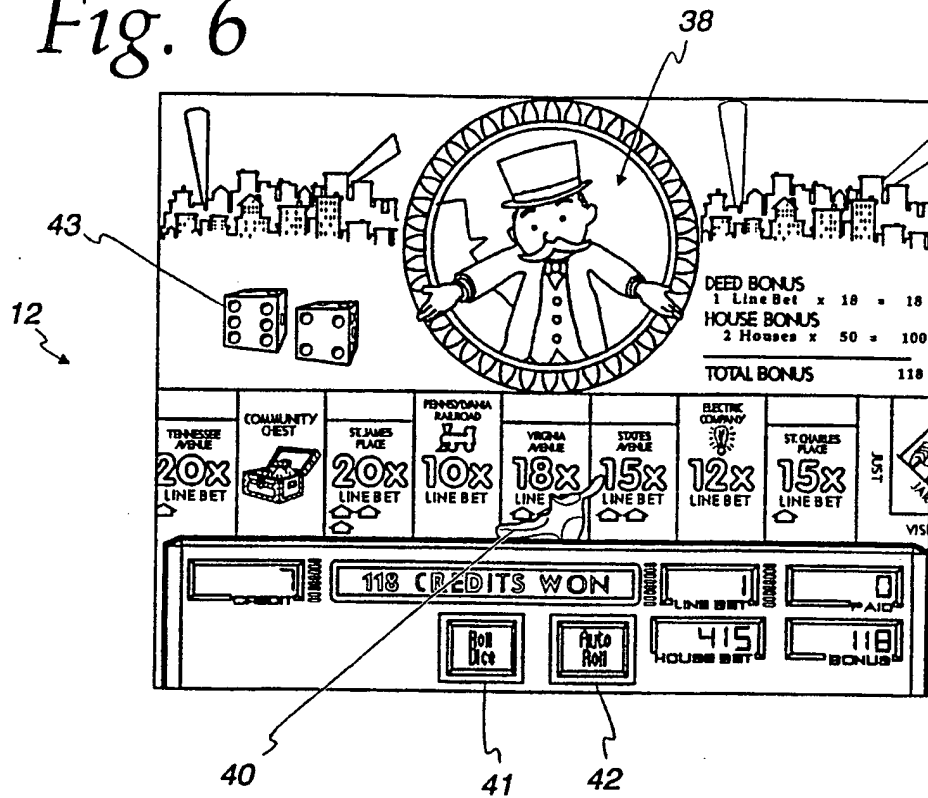 Fig. 6
38
43
12
DEED BONUS
1 Line Bet x 18 = 18
HOUSE BONUS
2 Houses x 50 = 100
TOTAL BONUS 118
TENNESSEE AVENUE
20X
LINE BET
COMMUNITY CHEST
ST. JAMES PLACE
20X
LINE BET
PENNSYLVANIA RAILROAD
10X
LINE BET
VIRGINIA AVENUE
18X
LINE BET
STATES AVENUE
15X
LINE BET
ELECTRIC COMPANY
12X
LINE BET
ST. CHARLES PLACE
15X
LINE BET
JUST
JAIL
VISI
7
CREDIT
118 CREDITS WON
1
LINE BET
0
PAID
Roll Dice
Auto Roll
415
HOUSE BET
118
BONUS
40
41
42